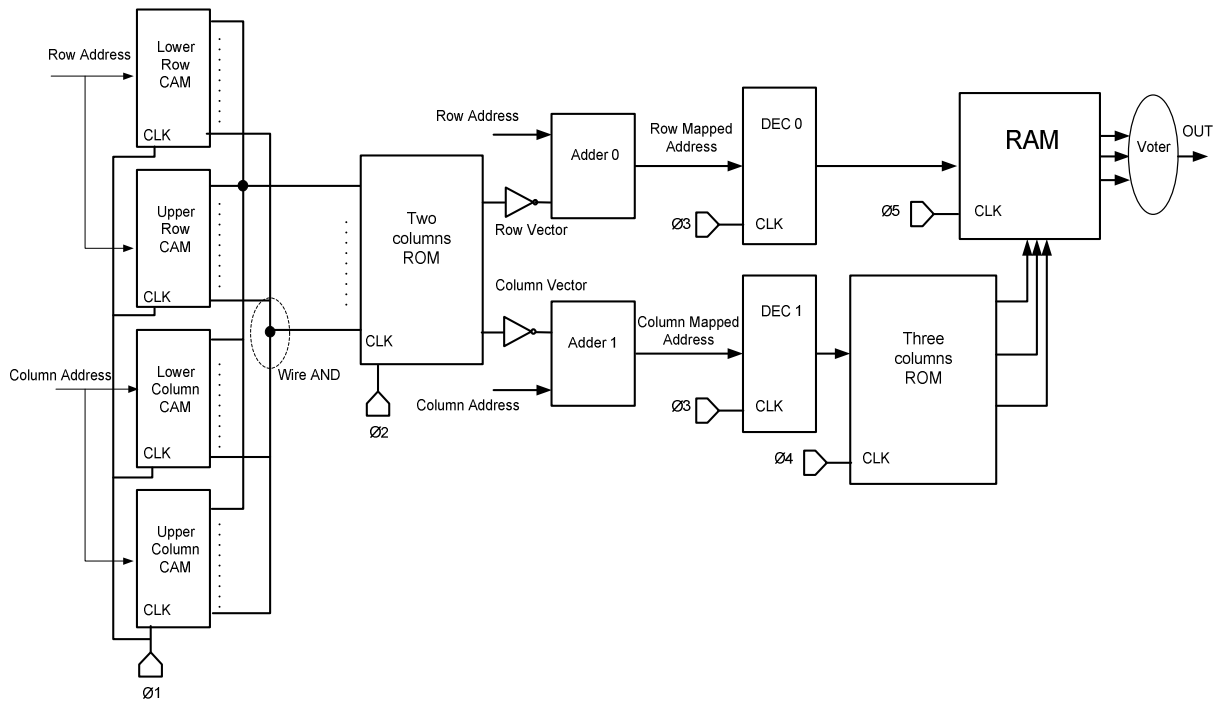 Row Address
Lower
Row
CAM
CLK
Upper
Row
CAM
CLK
Column Address
Lower
Column
CAM
CLK
Upper
Column
CAM
CLK
Ø1
Wire AND
Two
columns
ROM
CLK
Ø2
Row Address
Row Vector
Adder 0
Column Vector
Adder 1
Column Address
Row Mapped
Address
DEC 0
Ø3
CLK
Column Mapped
Address
DEC 1
Ø3
CLK
Three
columns
ROM
Ø4
CLK
RAM
Ø5
CLK
Voter
OUT